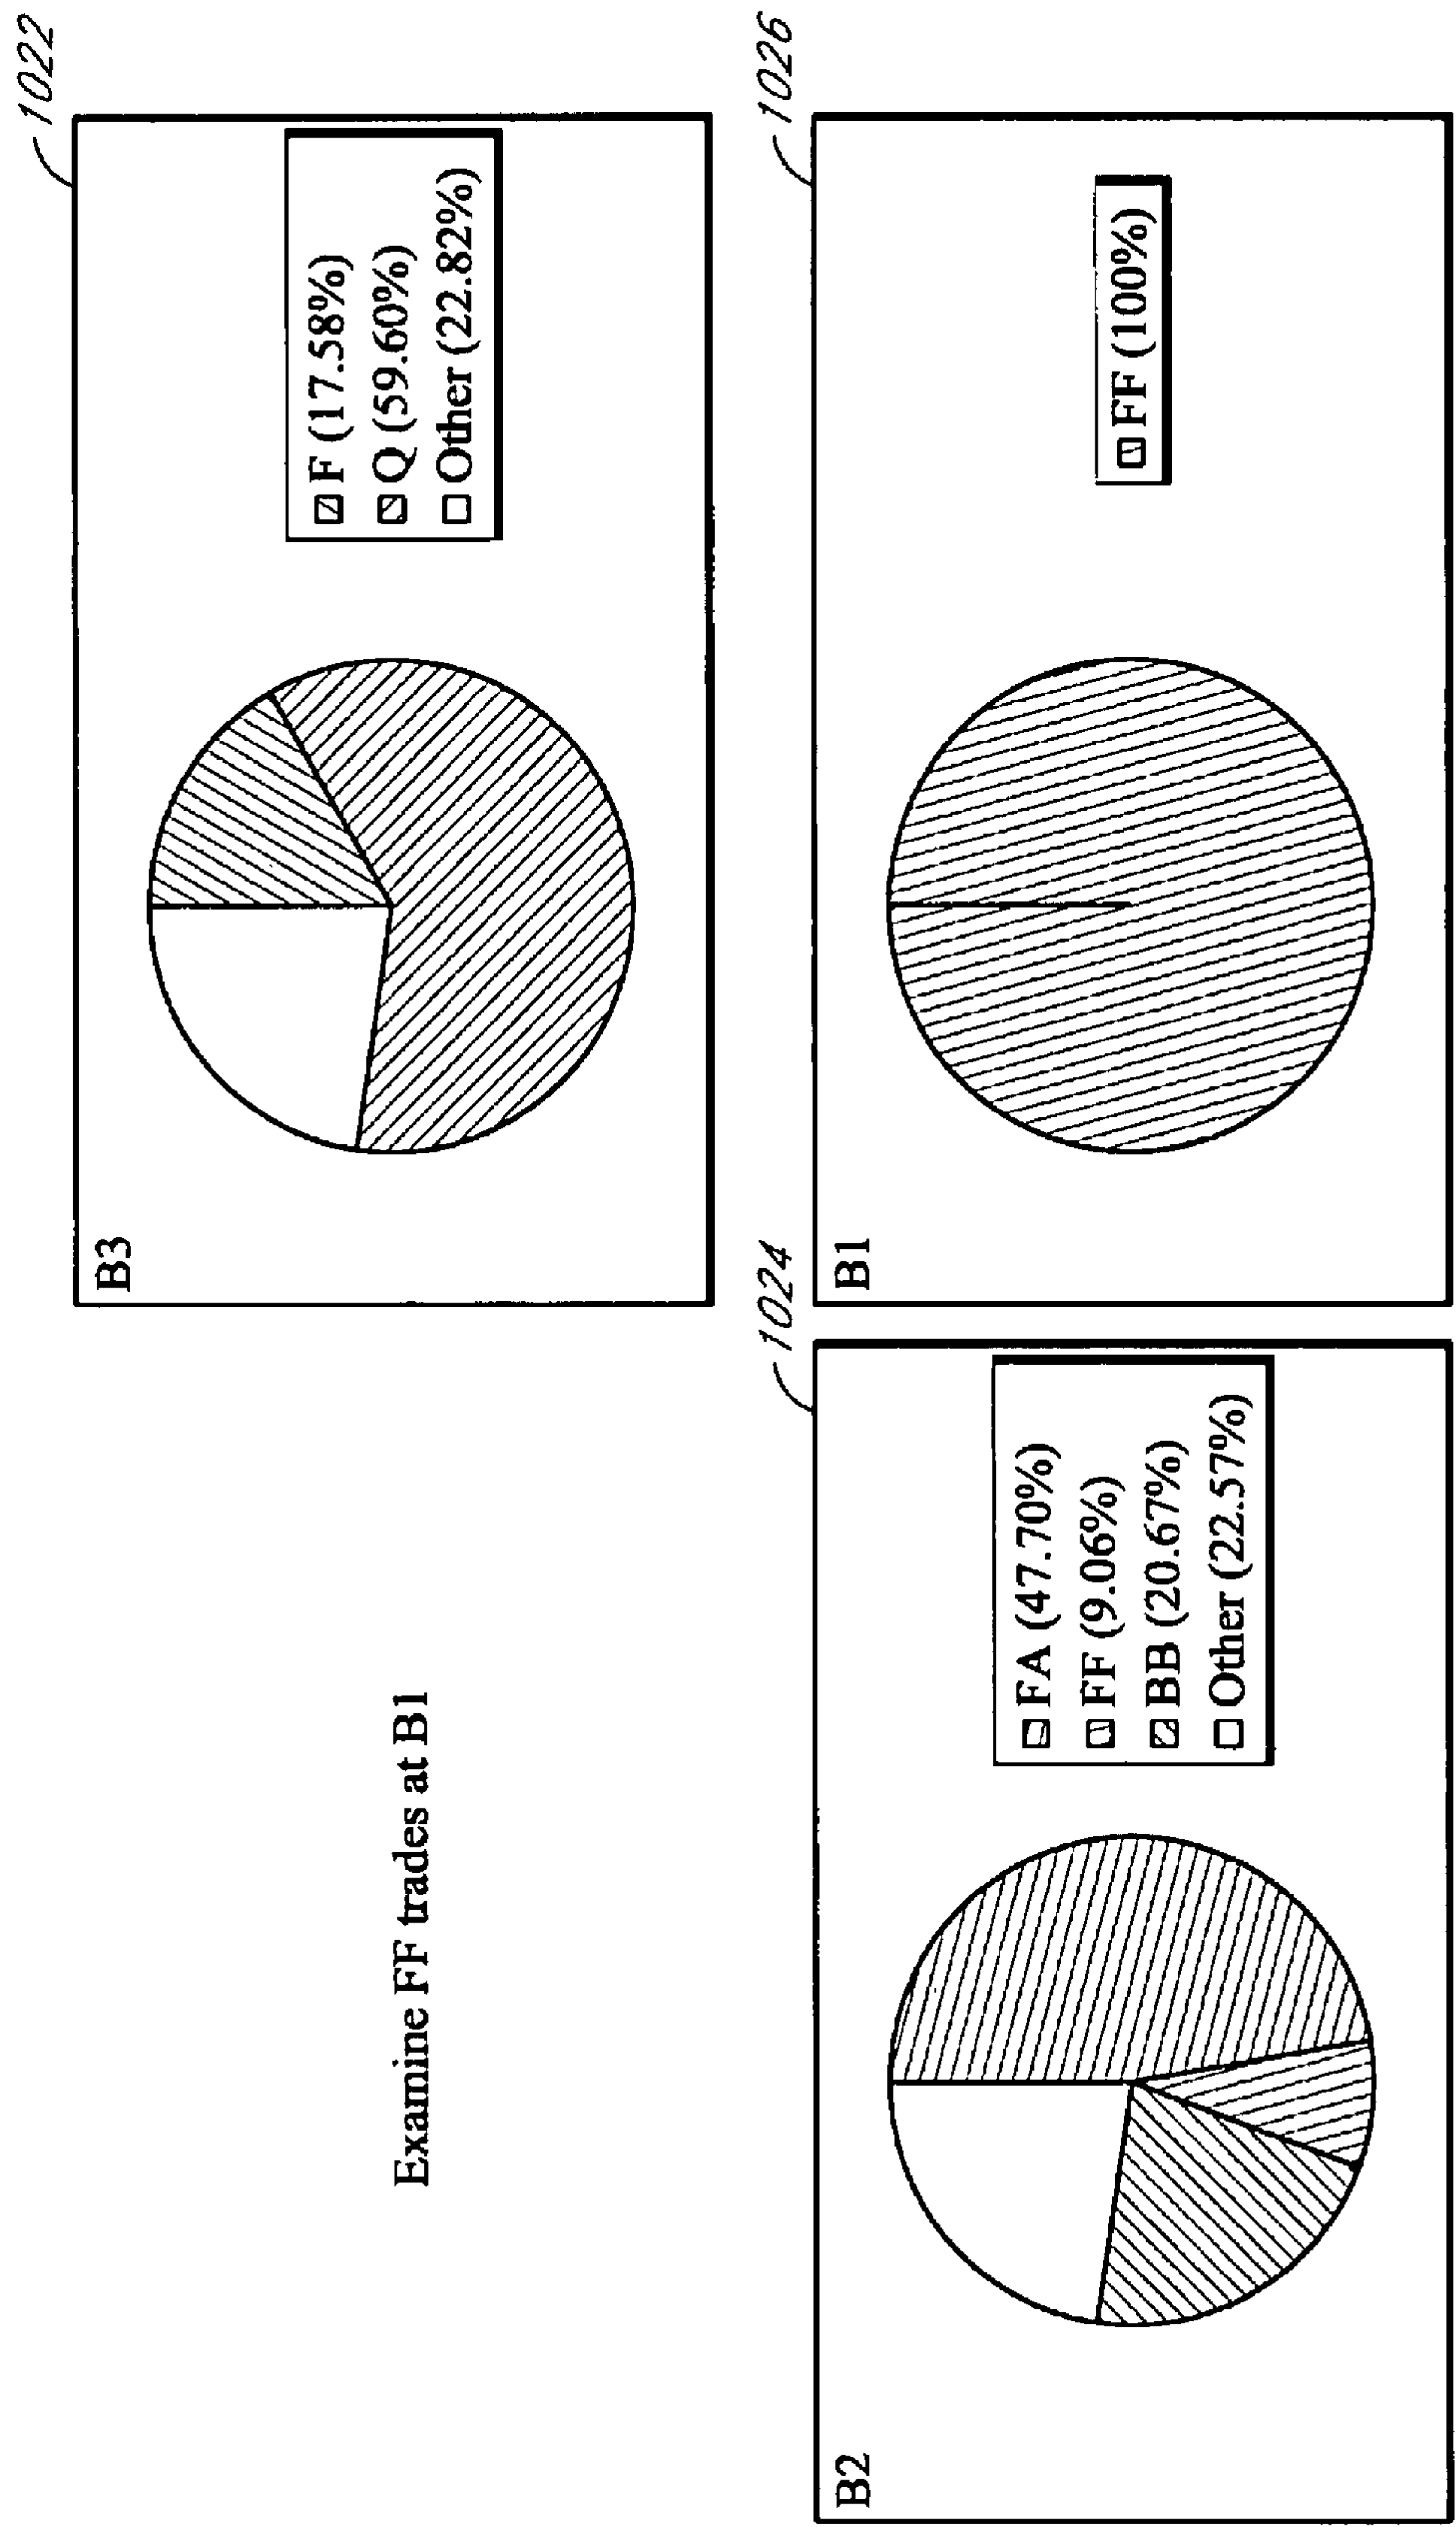 Examine FF trades at B1
1022
B3
F (17.58%)
Q (59.60%)
Other (22.82%)
1024
B2
FA (47.70%)
FF (9.06%)
BB (20.67%)
Other (22.57%)
1026
B1
FF (100%)